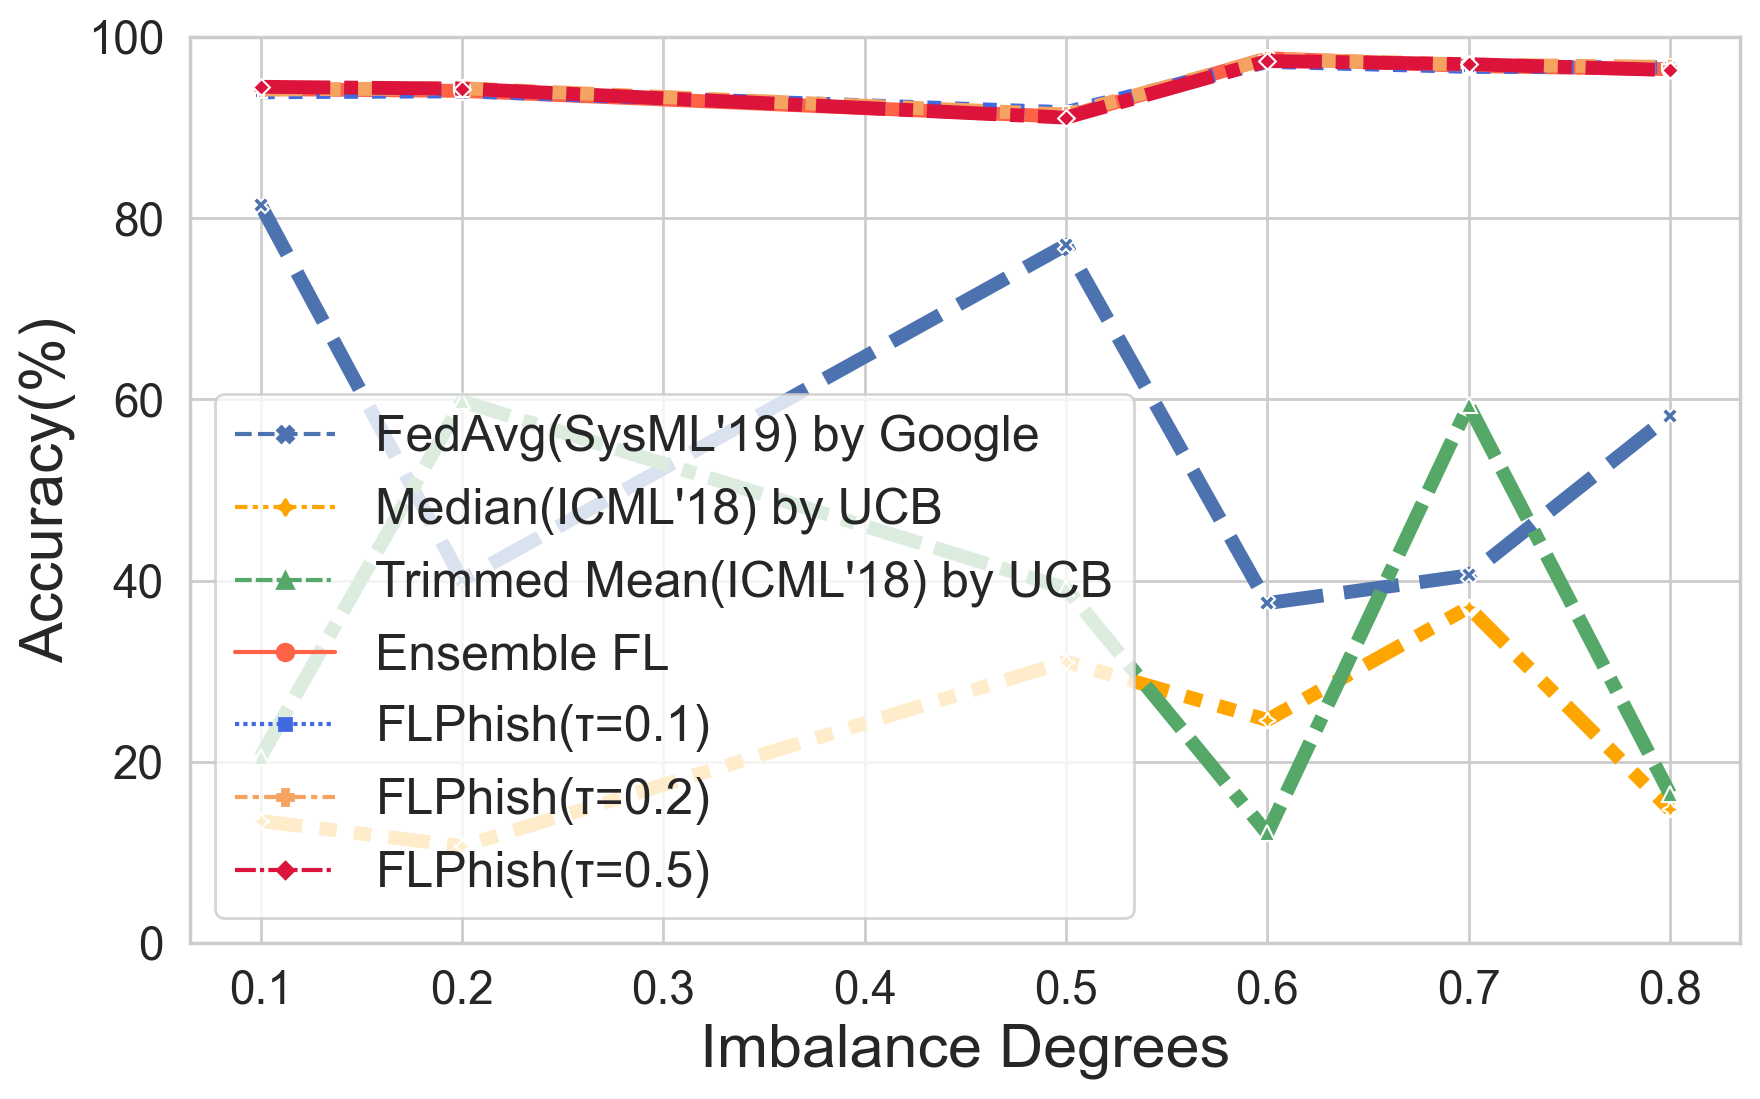 100
80
60
40
20
0
Accuracy(%)
FedAvg(SysML'19) by Google
Median(ICML'18) by UCB
Trimmed Mean(ICML'18) by UCB
Ensemble FL
FLPhish(τ=0.1)
FLPhish(τ=0.2)
FLPhish(τ=0.5)
0.1 0.2 0.3 0.4 0.5 0.6 0.7 0.8
Imbalance Degrees